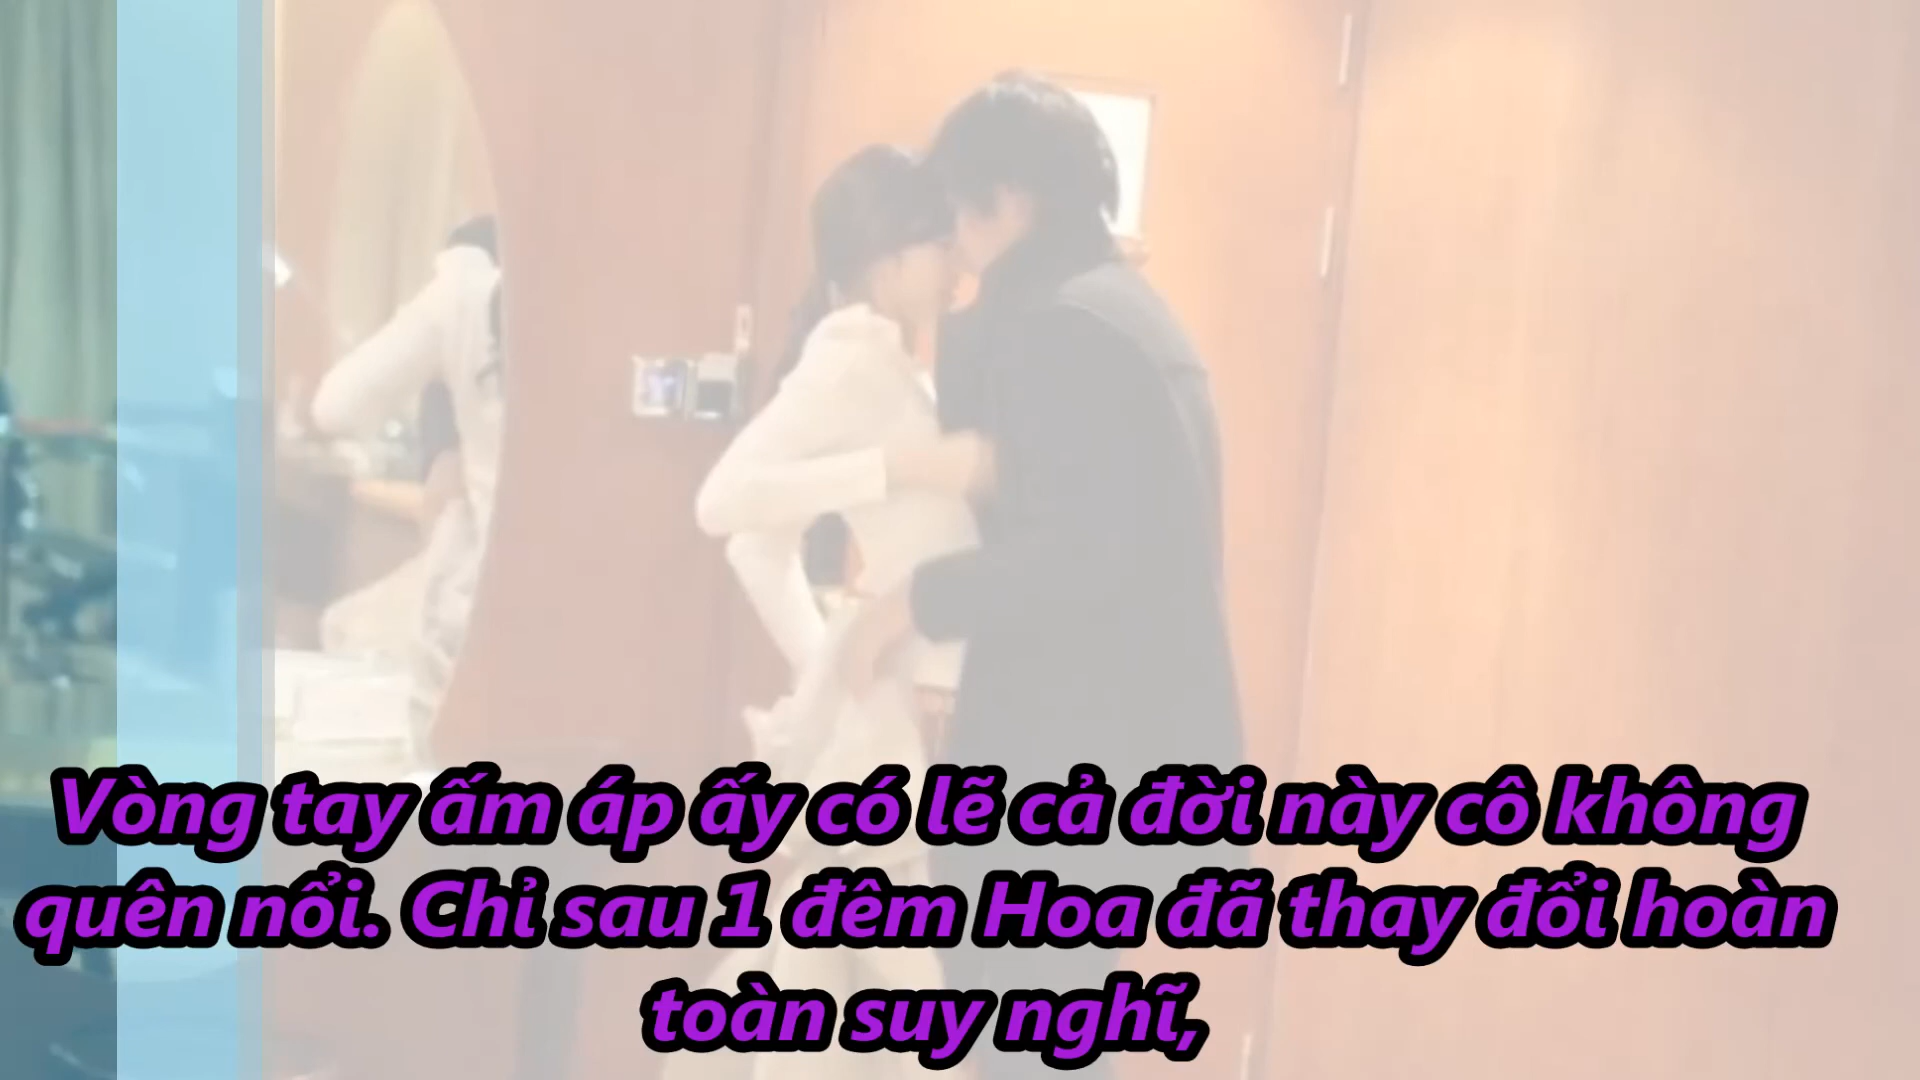 Vòng tay ấm áp ấy có lẽ cả đời này cô không
quên nổi. Chỉ sau 1 đêm Hoa đã thay đổi hoàn
toàn suy nghĩ,